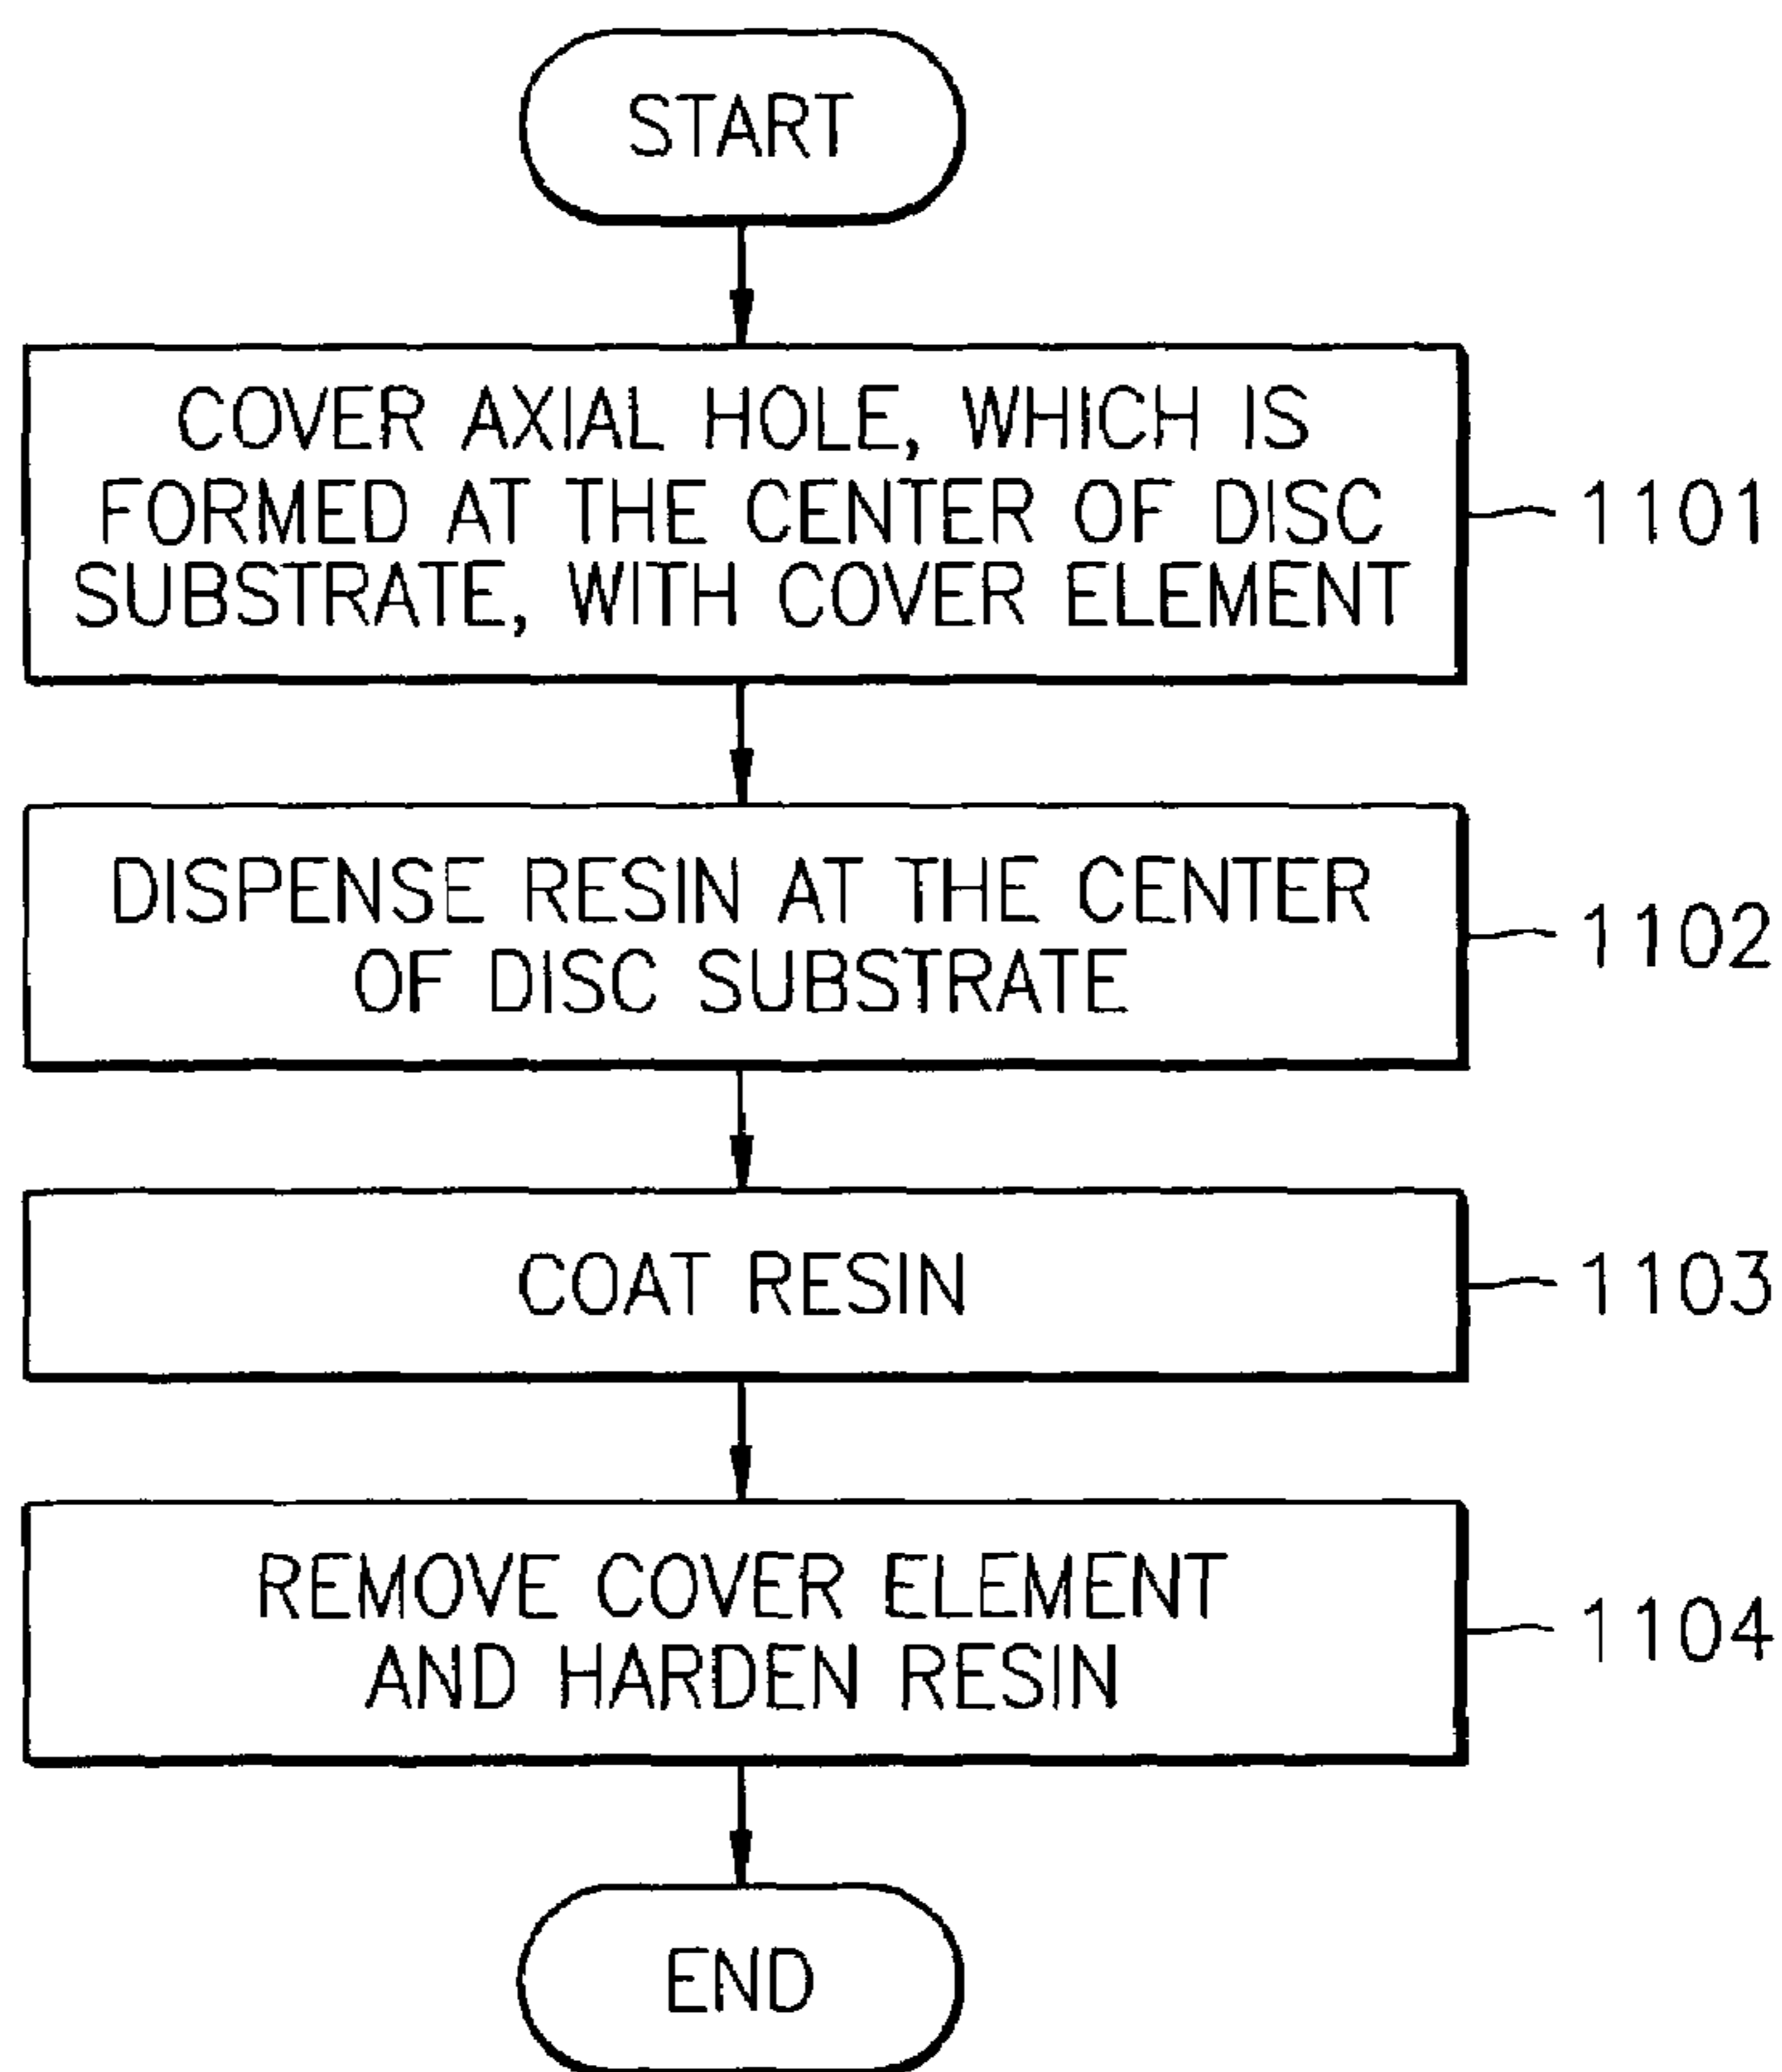 START
COVER AXIAL HOLE, WHICH IS
FORMED AT THE CENTER OF DISC
SUBSTRATE, WITH COVER ELEMENT
1101
DISPENSE RESIN AT THE CENTER
OF DISC SUBSTRATE
1102
COAT RESIN
1103
REMOVE COVER ELEMENT
AND HARDEN RESIN
1104
END